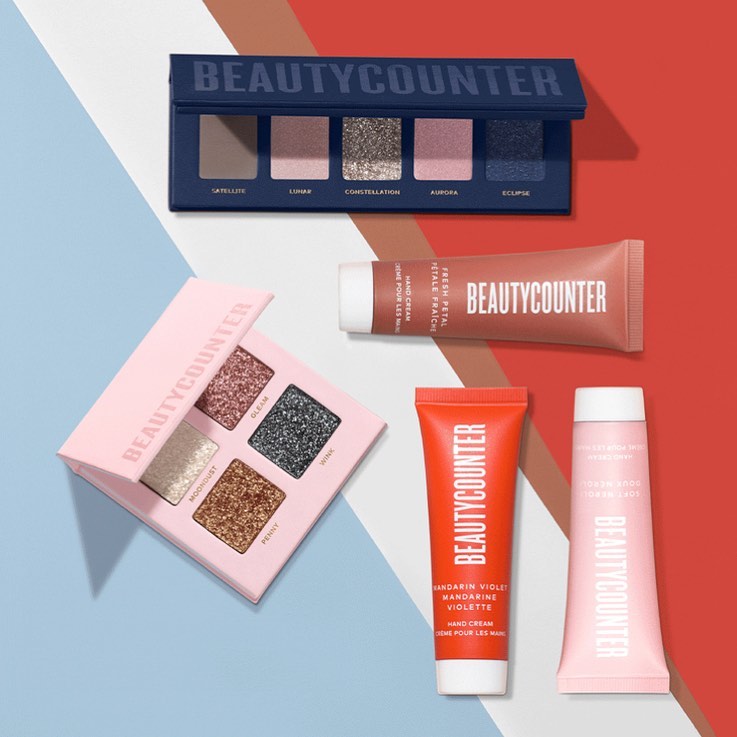 BEAUTYCOUNTER
SATELLITE
LUNAR
CONSTELLATION
AURORA
ECLIPSE
FRESH PETAL
PÉTALE FRAÎCHE
HAND CREAM
CRÈME POUR LES MAINS
BEAUTYCOUNTER
BEAUTYCOUNTER
GLEAM
WINK
MOONDUST
PENNY
BEAUTYCOUNTER
MANDARIN VIOLET
MANDARINE
VIOLETTE
HAND CREAM
CRÈME POUR LES MAINS
BEAUTYCOUNTER
SOFT NEROLI
DOUX NÉROLI
HAND CREAM
CRÈME POUR LES MAINS